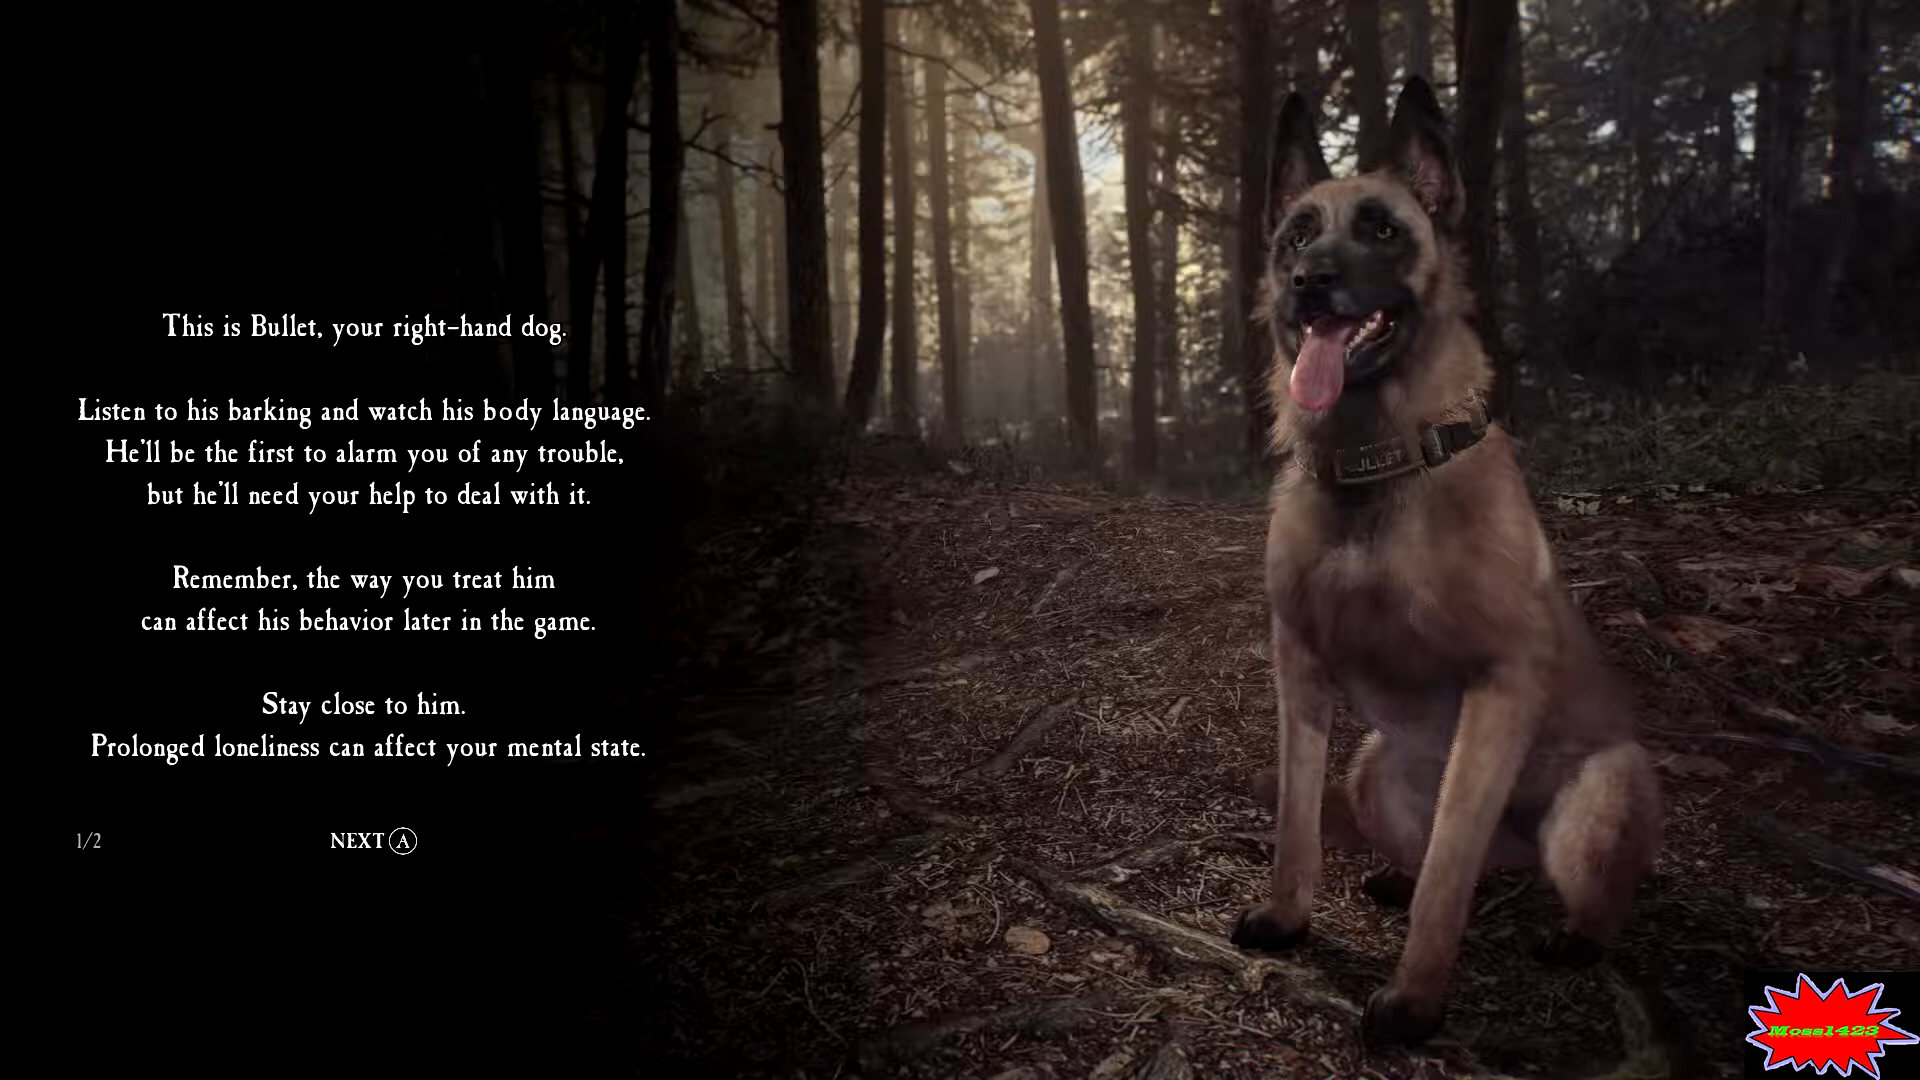 This is Bullet, your right-hand dog.
Listen to his barking and watch his body language.
He'll be the first to alarm you of any trouble,
but he'll need your help to deal with it.
Remember, the way you treat him
can affect his behavior later in the game.
Stay close to him.
Prolonged loneliness can affect your mental state.
1/2
NEXT A
BULLET
Moss1423